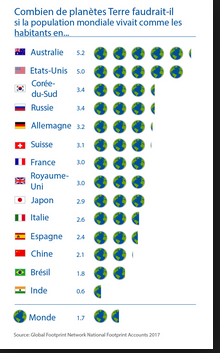 Combien de planètes Terre faudrait-il
si la population mondiale vivait comme les
habitants en...
Australie 5.2
Etats-Unis 5.0
Corée-
du-Sud 3.4
Russie 3.4
Allemagne 3.2
Suisse 3.1
France 3.0
Royaume-
Uni 3.0
Japon 2.9
Italie 2.6
Espagne 2.4
Chine 2.1
Brésil 1.8
Inde 0.6
Monde 1.7
Source: Global Footprint Network National Footprint Accounts 2017